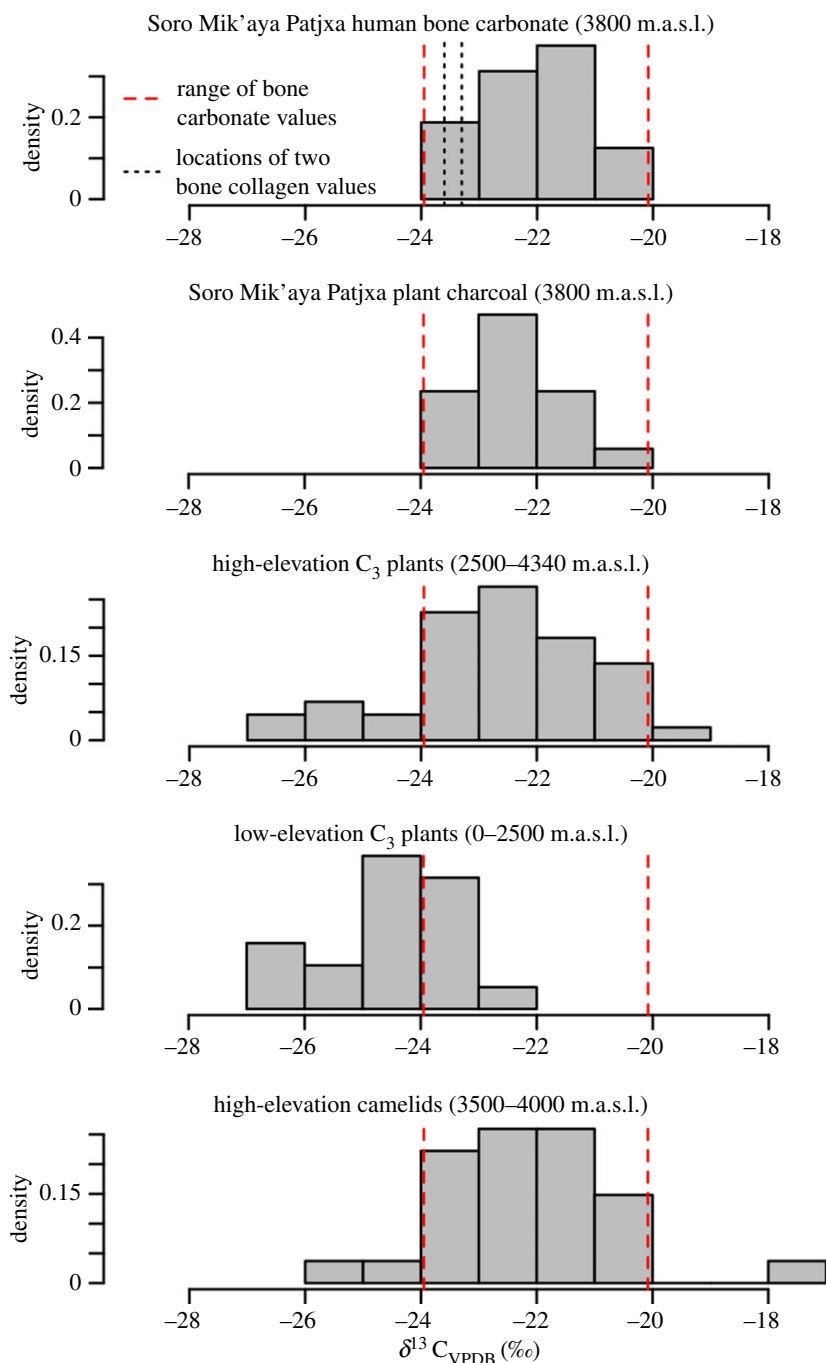 Soro Mik’aya Patjxa human bone carbonate (3800 m.a.s.l.)
density
0.2
0
range of bone
carbonate values
locations of two
bone collagen values
–28 –26 –24 –22 –20 –18
Soro Mik’aya Patjxa plant charcoal (3800 m.a.s.l.)
density
0.4
0.2
0
–28 –26 –24 –22 –20 –18
high-elevation C₃ plants (2500–4340 m.a.s.l.)
density
0.15
0
–28 –26 –24 –22 –20 –18
low-elevation C₃ plants (0–2500 m.a.s.l.)
density
0.2
0
–28 –26 –24 –22 –20 –18
high-elevation camelids (3500–4000 m.a.s.l.)
density
0.15
0
–28 –26 –24 –22 –20 –18
δ¹³ C_VPDB (‰)